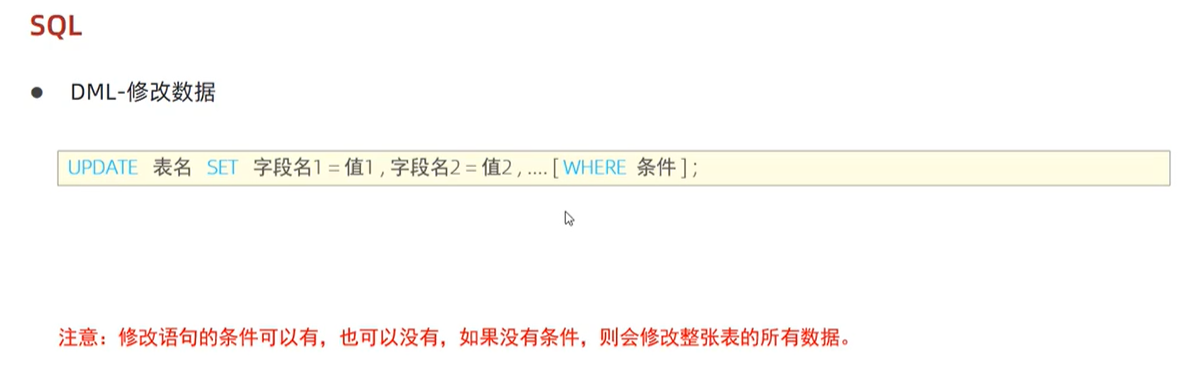 SQL
● DML-修改数据
UPDATE 表名 SET 字段名1 = 值1 , 字段名2 = 值2 , .... [ WHERE 条件 ] ;
注意：修改语句的条件可以有，也可以没有，如果没有条件，则会修改整张表的所有数据。